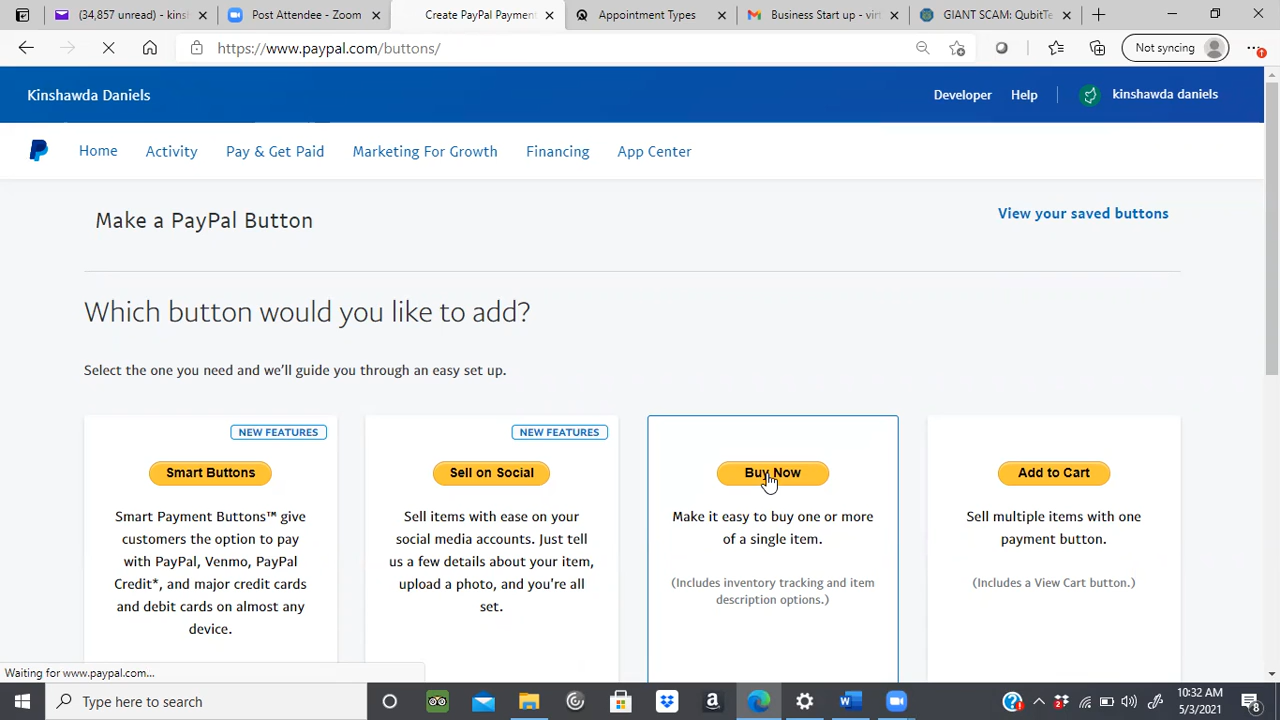 (34,857 unread) - kins
Post Attendee - Zoom
Create PayPal Payment
Appointment Types
Business Start up - virt
GIANT SCAM: QubitTe
https://www.paypal.com/buttons/
Not syncing
Kinshawda Daniels
Developer Help kinshawda daniels
Home Activity Pay & Get Paid Marketing For Growth Financing App Center
Make a PayPal Button
View your saved buttons
Which button would you like to add?
Select the one you need and we'll guide you through an easy set up.
NEW FEATURES
Smart Buttons
Smart Payment Buttons™ give
customers the option to pay
with PayPal, Venmo, PayPal
Credit*, and major credit cards
and debit cards on almost any
device.
NEW FEATURES
Sell on Social
Sell items with ease on your
social media accounts. Just tell
us a few details about your item,
upload a photo, and you're all
set.
Buy Now
Make it easy to buy one or more
of a single item.
(Includes inventory tracking and item
description options.)
Add to Cart
Sell multiple items with one
payment button.
(Includes a View Cart button.)
Waiting for www.paypal.com...
Type here to search
10:32 AM
5/3/2021